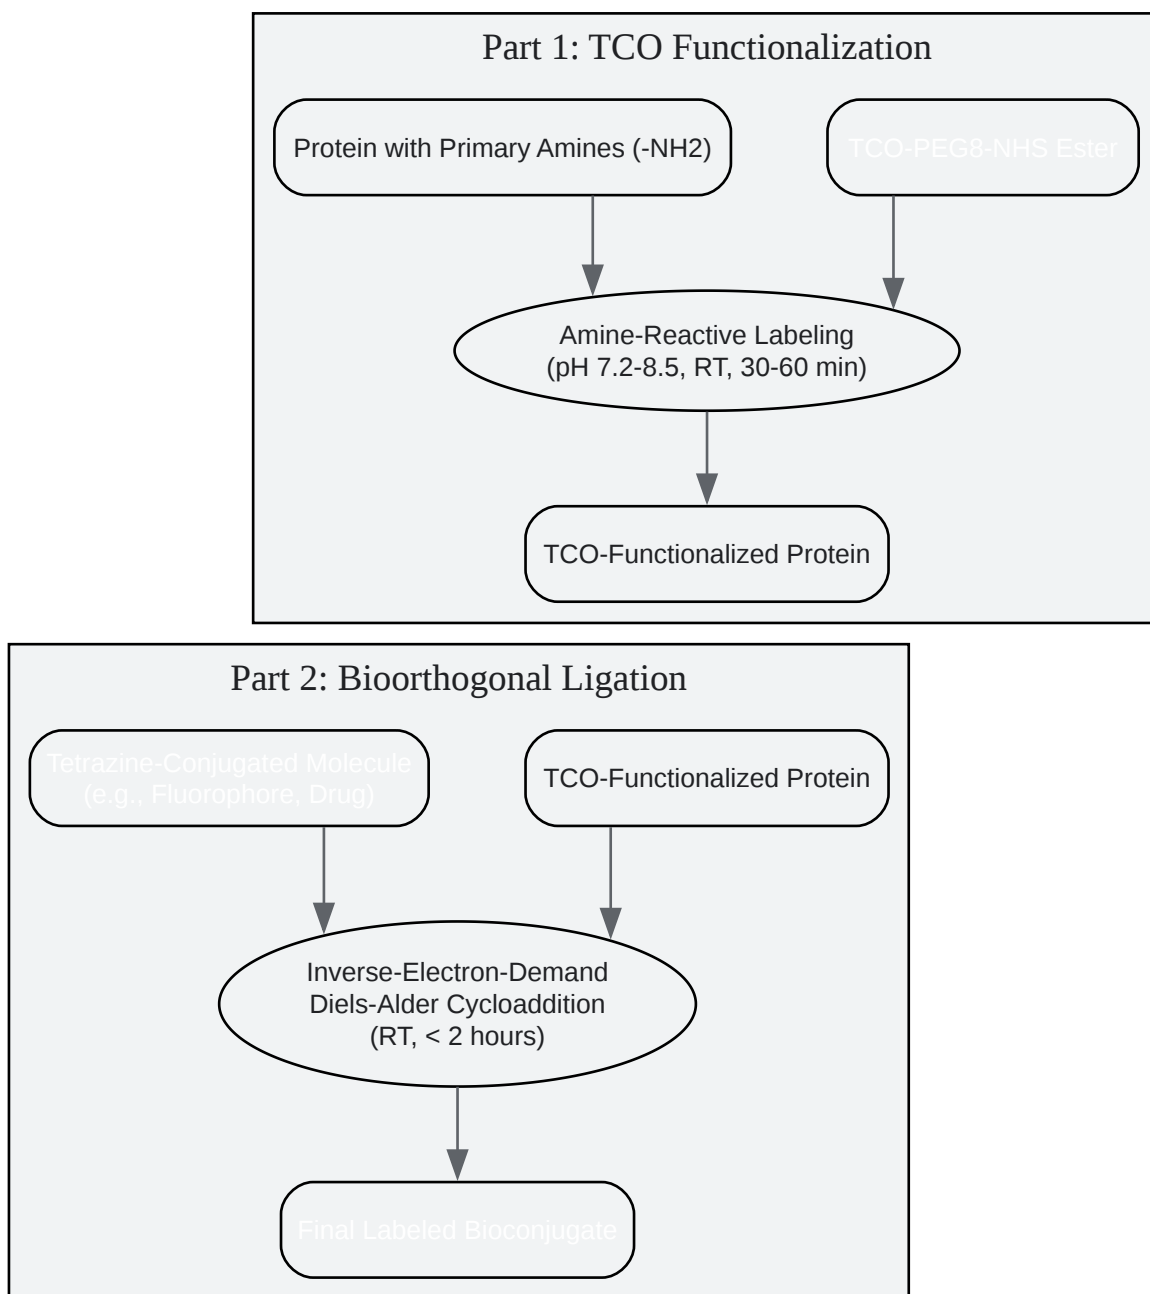 Part 1: TCO Functionalization
Protein with Primary Amines (-NH2)
TCO-PEG8-NHS Ester
Amine-Reactive Labeling
(pH 7.2-8.5, RT, 30-60 min)
TCO-Functionalized Protein
Part 2: Bioorthogonal Ligation
Tetrazine-Conjugated Molecule
(e.g., Fluorophore, Drug)
TCO-Functionalized Protein
Inverse-Electron-Demand
Diels-Alder Cycloaddition
(RT, < 2 hours)
Final Labeled Bioconjugate